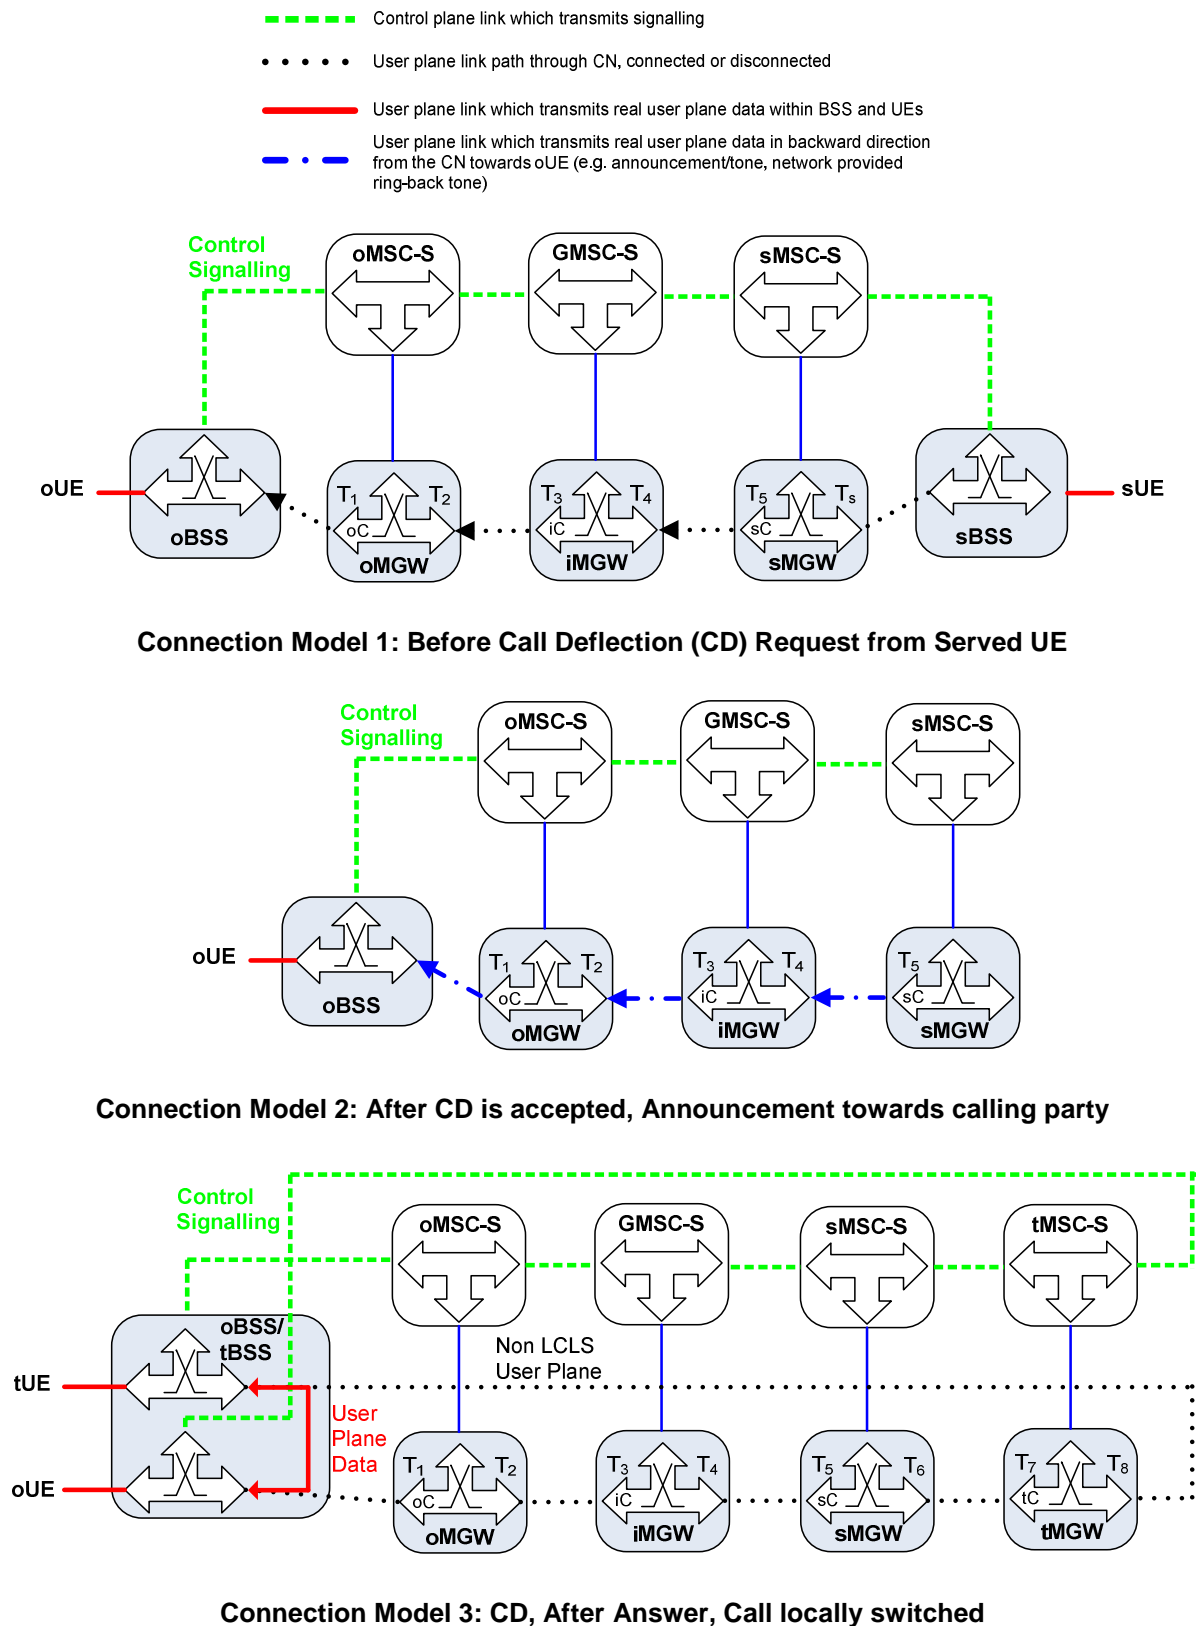 Control plane link which transmits signalling
User plane link path through CN, connected or disconnected
User plane link which transmits real user plane data within BSS and UEs
User plane link which transmits real user plane data in backward direction
from the CN towards oUE (e.g. announcement/tone, network provided
ring-back tone)
Control
Signalling
oMSC-S
GMSC-S
sMSC-S
oUE
oBSS
T1
T2
oC
oMGW
T3
T4
iC
iMGW
T5
Ts
sC
sMGW
sBSS
sUE
Connection Model 1: Before Call Deflection (CD) Request from Served UE
Control
Signalling
oMSC-S
GMSC-S
sMSC-S
oUE
oBSS
T1
T2
oC
oMGW
T3
T4
iC
iMGW
T5
sC
sMGW
Connection Model 2: After CD is accepted, Announcement towards calling party
Control
Signalling
oMSC-S
GMSC-S
sMSC-S
tMSC-S
oBSS/
tBSS
Non LCLS
User Plane
tUE
User
Plane
Data
oUE
T1
T2
oC
oMGW
T3
T4
iC
iMGW
T5
T6
sC
sMGW
T7
T8
tC
tMGW
Connection Model 3: CD, After Answer, Call locally switched